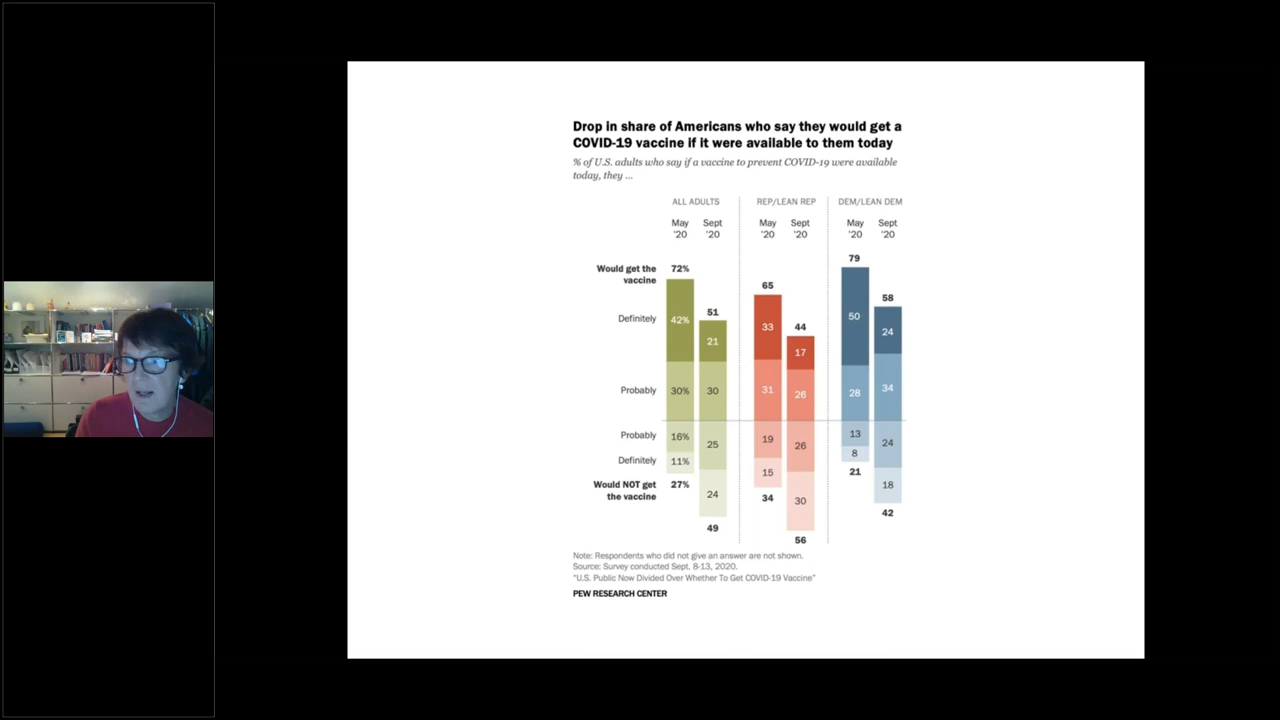 Drop in share of Americans who say they would get a
COVID-19 vaccine if it were available to them today
% of U.S. adults who say if a vaccine to prevent COVID-19 were available
today, they ...
ALL ADULTS REP/LEAN REP DEM/LEAN DEM
May Sept May Sept May Sept
'20 '20 '20 '20 '20 '20
79
Would get the 72%
vaccine
65
58
51
44
Definitely 42% 21 33 17 50 24
Probably 30% 30 31 26 28 34
Probably 16% 25 19 26 13 24
Definitely 11% 24 15 30 8 18
Would NOT get 27%
the vaccine
21
34
42
49
56
Note: Respondents who did not give an answer are not shown.
Source: Survey conducted Sept. 8-13, 2020.
"U.S. Public Now Divided Over Whether To Get COVID-19 Vaccine"
PEW RESEARCH CENTER